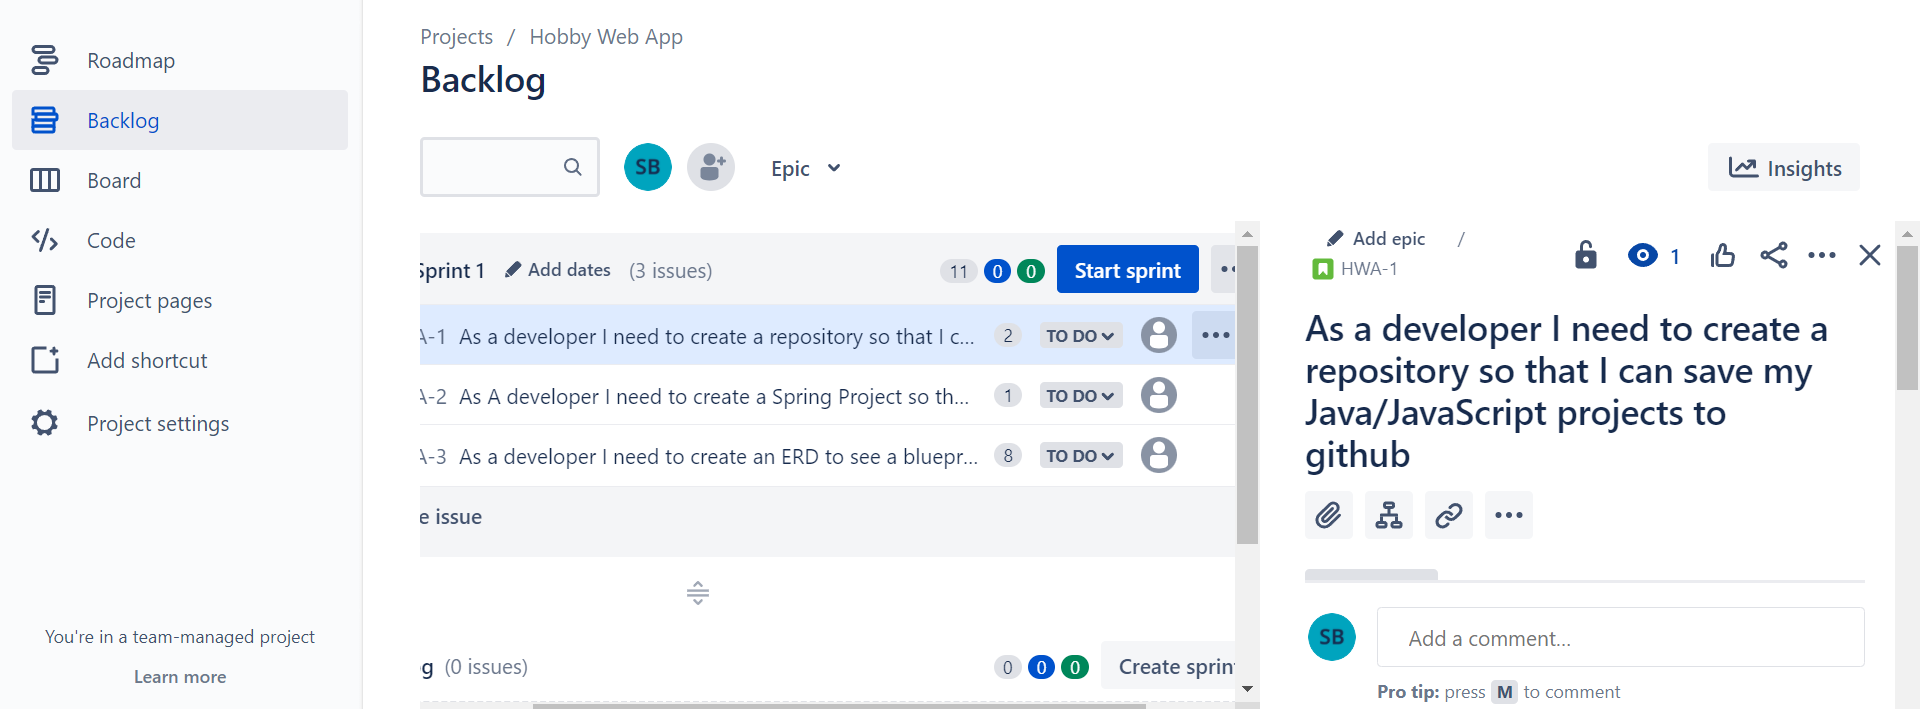 Roadmap
Backlog
Board
Code
Project pages
Add shortcut
Project settings
You're in a team-managed project
Learn more
Projects / Hobby Web App
Backlog
SB
Epic
Insights
Sprint 1 Add dates (3 issues) 11 0 0 Start sprint
A-1 As a developer I need to create a repository so that I c... 2 TO DO
A-2 As A developer I need to create a Spring Project so th... 1 TO DO
A-3 As a developer I need to create an ERD to see a bluepr... 8 TO DO
e issue
g (0 issues) 0 0 0 Create sprin
Add epic /
HWA-1
1
As a developer I need to create a
repository so that I can save my
Java/JavaScript projects to
github
SB
Add a comment...
Pro tip: press M to comment